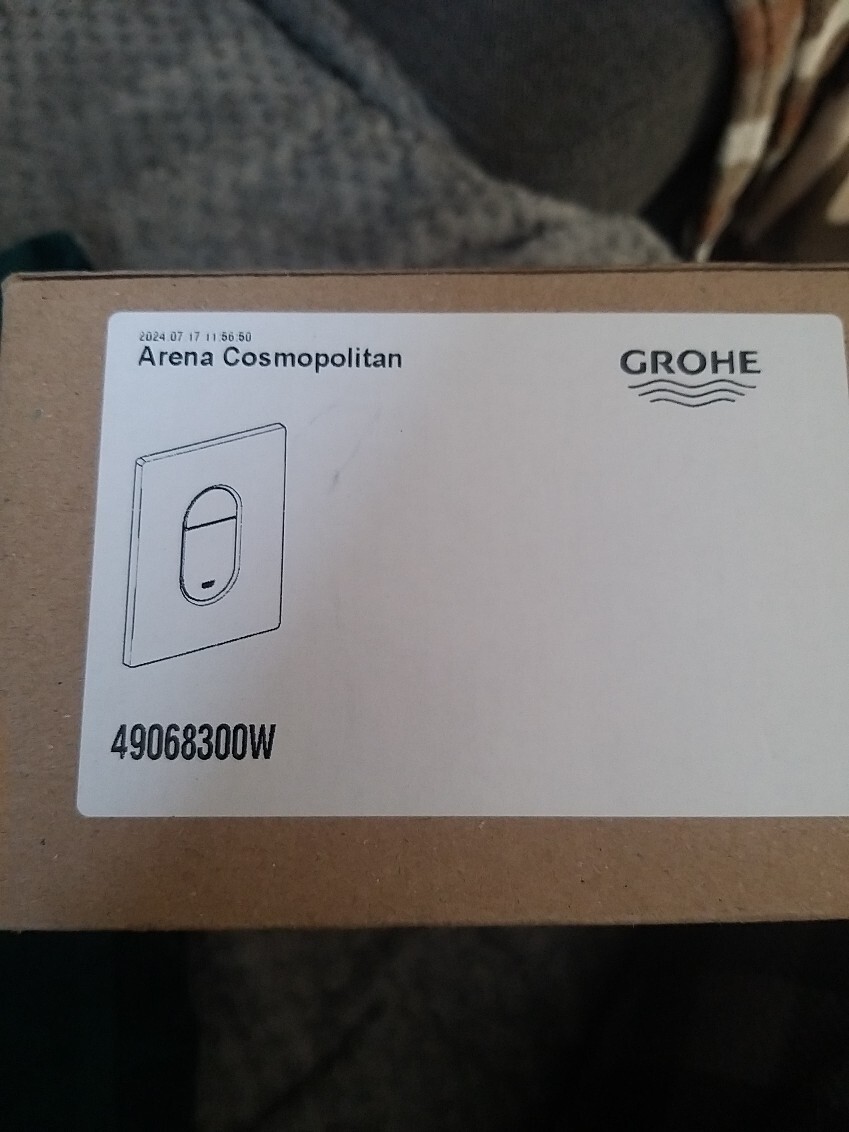 2024.07.17 11:56:50
Arena Cosmopolitan
GROHE
49068300W